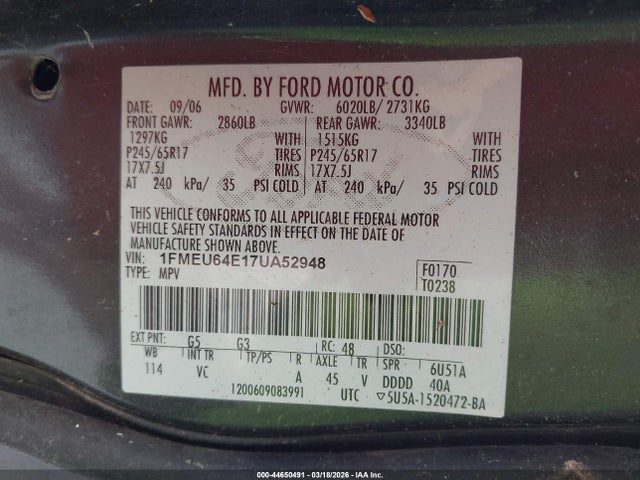 MFD. BY FORD MOTOR CO.
DATE: 09/06 GVWR: 6020LB/ 2731KG
FRONT GAWR: 2860LB REAR GAWR: 3340LB
1297KG WITH 1515KG WITH
P245/65R17 TIRES P245/65R17 TIRES
17X7.5J RIMS 17X7.5J RIMS
AT 240 kPa/ 35 PSI COLD AT 240 kPa/ 35 PSI COLD
THIS VEHICLE CONFORMS TO ALL APPLICABLE FEDERAL MOTOR
VEHICLE SAFETY STANDARDS IN EFFECT ON THE DATE OF
MANUFACTURE SHOWN ABOVE.
VIN: 1FMEU64E17UA52948 F0170
TYPE: MPV T0238
EXT PNT: G5 G3 RC: 48 DSO:
WB INT TR TP/PS R AXLE TR SPR 6U51A
114 VC A 45 V DDDD 40A
1200609083991 UTC ▽5U5A-1520472-BA
000-44650491 - 03/18/2026 - IAA Inc.